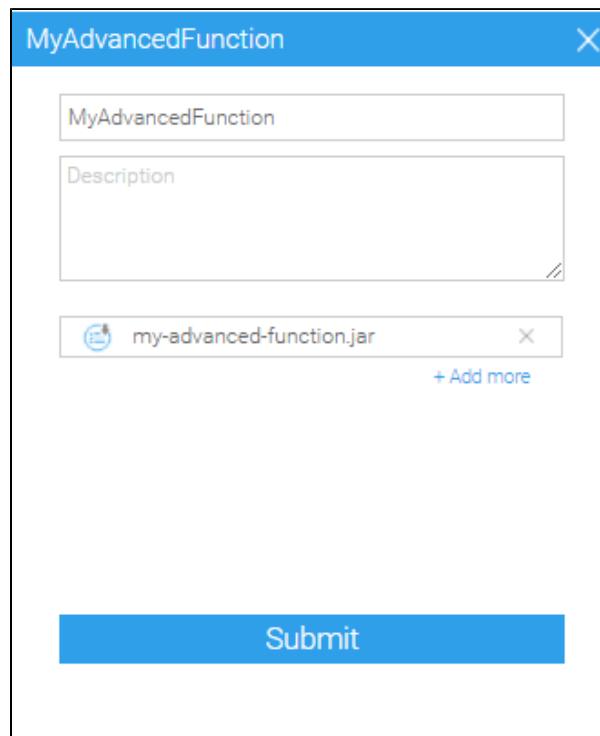 MyAdvancedFunction
MyAdvancedFunction
Description
my-advanced-function.jar
+ Add more
Submit